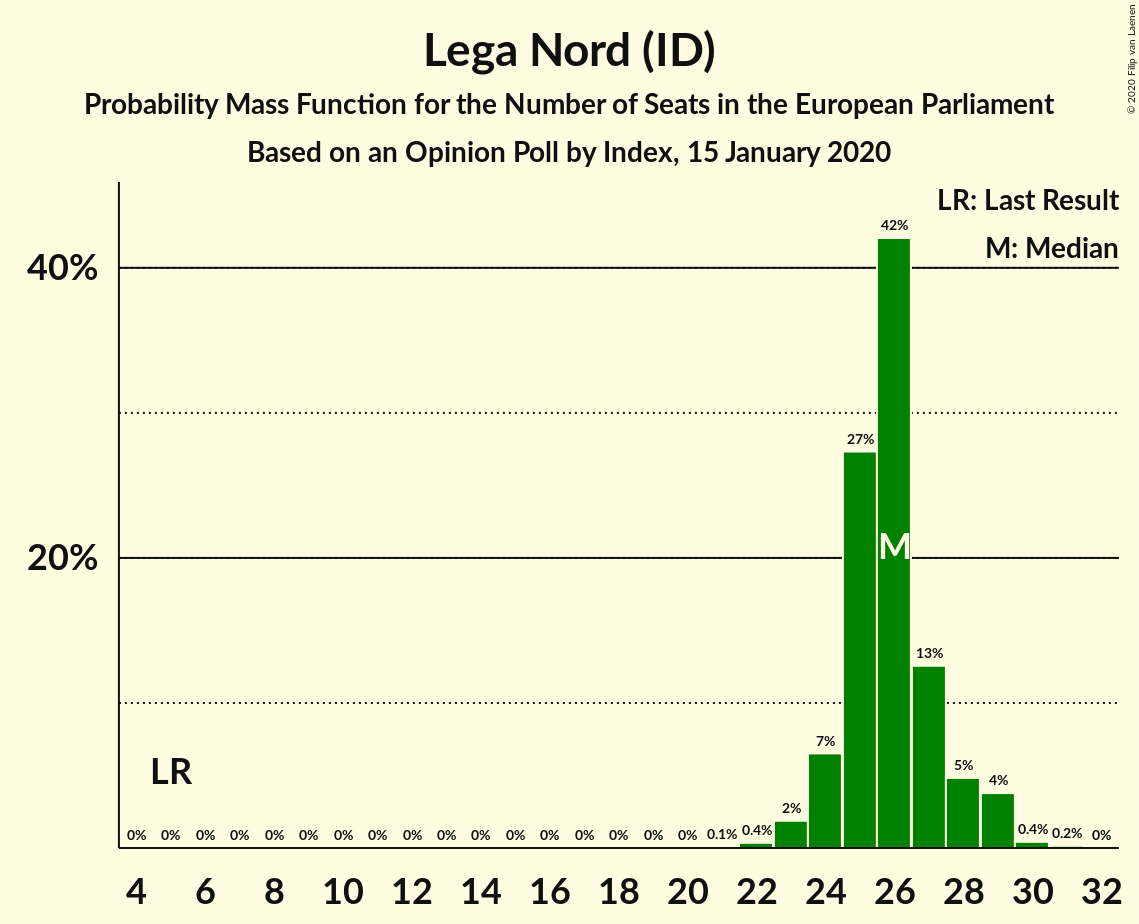 Lega Nord (ID)
Probability Mass Function for the Number of Seats in the European Parliament
Based on an Opinion Poll by Index, 15 January 2020
© 2020 Filip van Laenen
LR: Last Result
M: Median
40%
20%
42%
27%
M
13%
7%
5%
4%
2%
LR
0% 0% 0% 0% 0% 0% 0% 0% 0% 0% 0% 0% 0% 0% 0% 0% 0% 0.1% 0.4% 0.4% 0.2% 0%
4 6 8 10 12 14 16 18 20 22 24 26 28 30 32